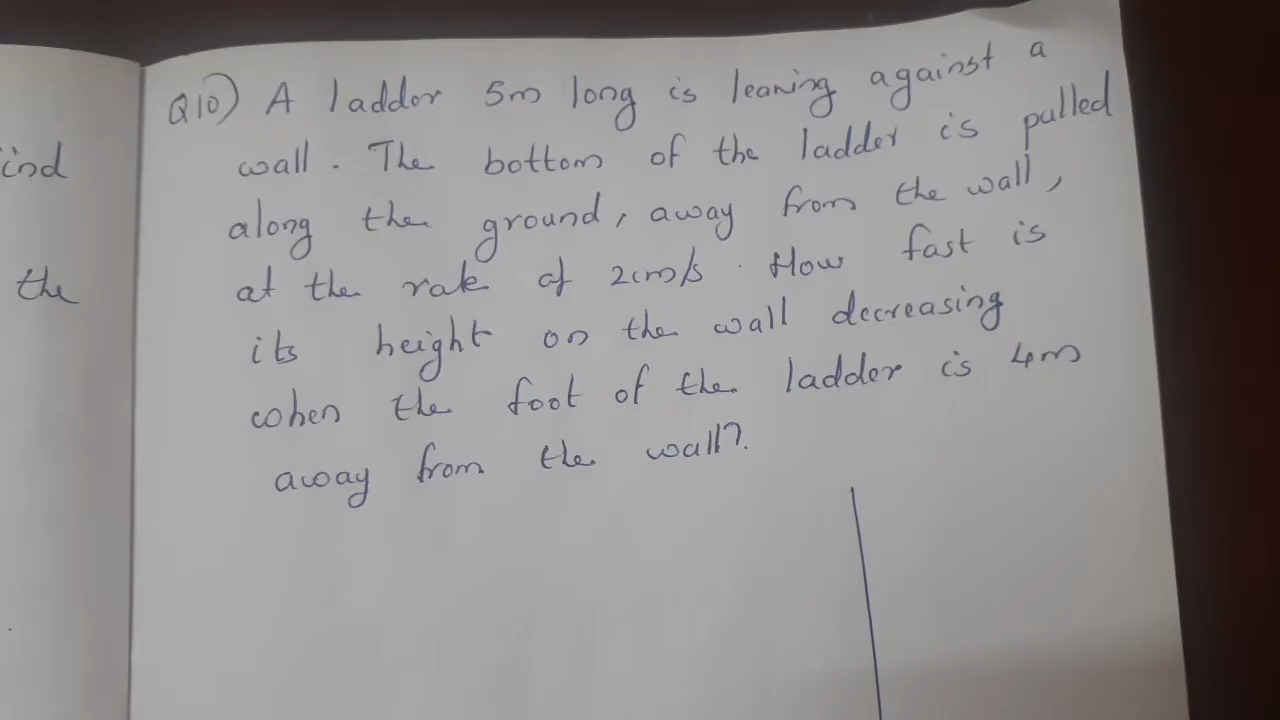 ind
the
Q10) A ladder 5m long is leaning against a
wall. The bottom of the ladder is pulled
along the ground, away from the wall,
at the rate of 2cm/s. How fast is
its height on the wall decreasing
when the foot of the ladder is 4m
away from the wall?.